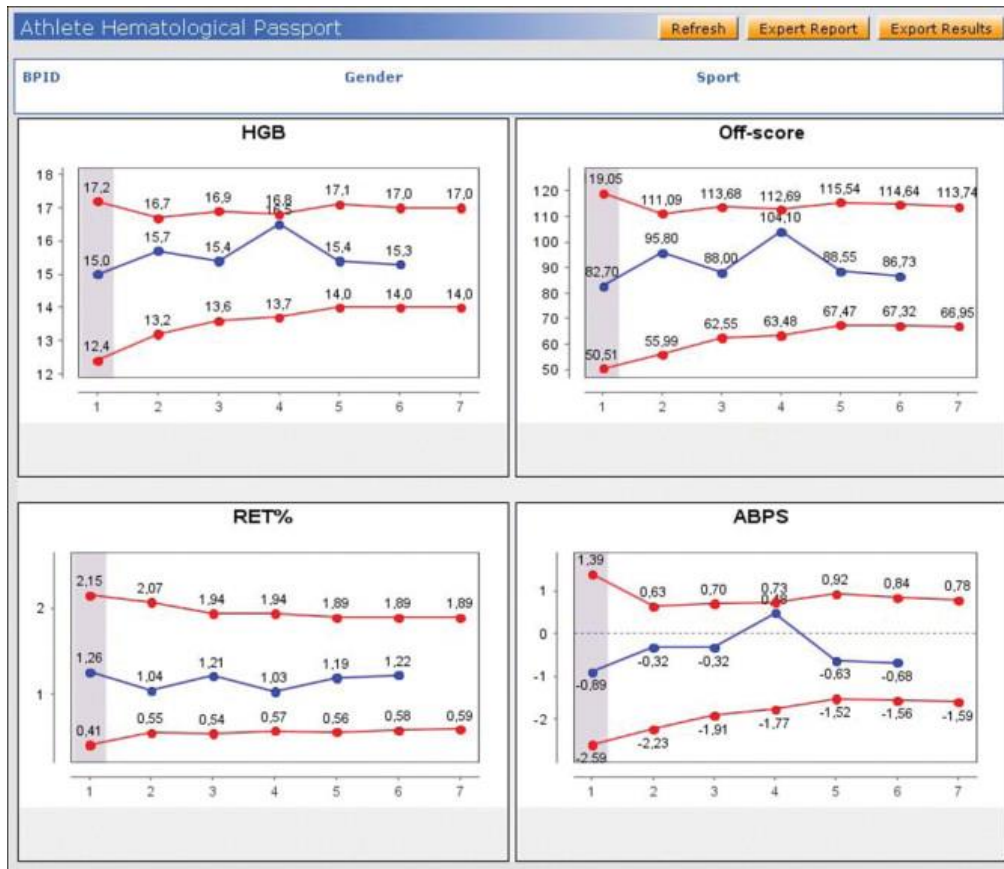 Athlete Hematological Passport
Refresh Expert Report Export Results
BPID Gender Sport
HGB
18
17
16
15
14
13
12
17,2 16,7 16,9 16,8 17,1 17,0 17,0
15,0 15,7 15,4 16,5 15,4 15,3
12,4 13,2 13,6 13,7 14,0 14,0 14,0
1 2 3 4 5 6 7
Off-score
120
110
100
90
80
70
60
50
19,05 111,09 113,68 112,69 115,54 114,64 113,74
82,70 95,80 88,00 104,10 88,55 86,73
50,51 55,99 62,55 63,48 67,47 67,32 66,95
1 2 3 4 5 6 7
RET%
2
1
2,15 2,07 1,94 1,94 1,89 1,89 1,89
1,26 1,04 1,21 1,03 1,19 1,22
0,41 0,55 0,54 0,57 0,56 0,58 0,59
1 2 3 4 5 6 7
ABPS
1
0
-1
-2
1,39 0,63 0,70 0,73 0,92 0,84 0,78
-0,89 -0,32 -0,32 0,48 -0,63 -0,68
-2,59 -2,23 -1,91 -1,77 -1,52 -1,56 -1,59
1 2 3 4 5 6 7